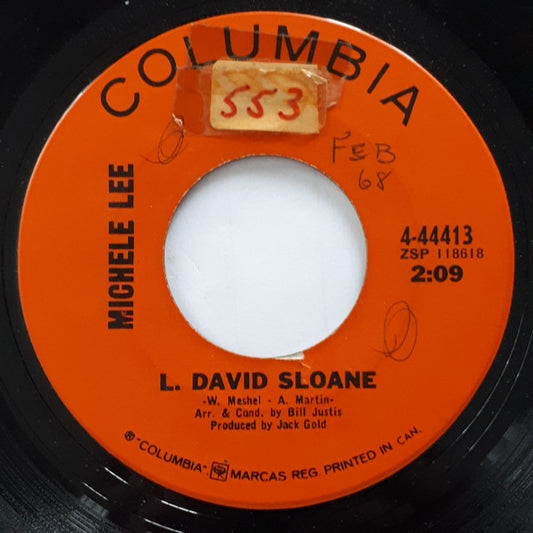 COLUMBIA
553
FEB
68
MICHELE LEE
4-44413
ZSP 118618
2:09
L. DAVID SLOANE
-W. Meshel - A. Martin-
Arr. & Cond. by Bill Justis
Produced by Jack Gold
® "COLUMBIA", MARCAS REG. PRINTED IN CAN.